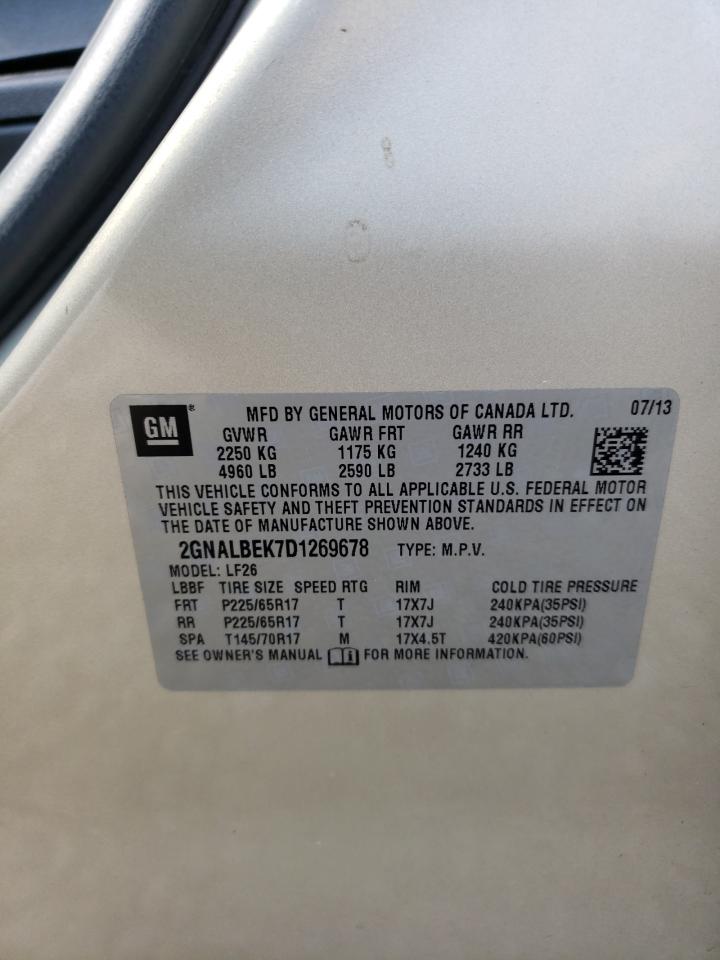 GM ® MFD BY GENERAL MOTORS OF CANADA LTD. 07/13
GVWR GAWR FRT GAWR RR
2250 KG 1175 KG 1240 KG
4960 LB 2590 LB 2733 LB
THIS VEHICLE CONFORMS TO ALL APPLICABLE U.S. FEDERAL MOTOR
VEHICLE SAFETY AND THEFT PREVENTION STANDARDS IN EFFECT ON
THE DATE OF MANUFACTURE SHOWN ABOVE.
2GNALBEK7D1269678 TYPE: M.P.V.
MODEL: LF26
LBBF TIRE SIZE SPEED RTG RIM COLD TIRE PRESSURE
FRT P225/65R17 T 17X7J 240KPA(35PSI)
RR P225/65R17 T 17X7J 240KPA(35PSI)
SPA T145/70R17 M 17X4.5T 420KPA(60PSI)
SEE OWNER'S MANUAL FOR MORE INFORMATION.